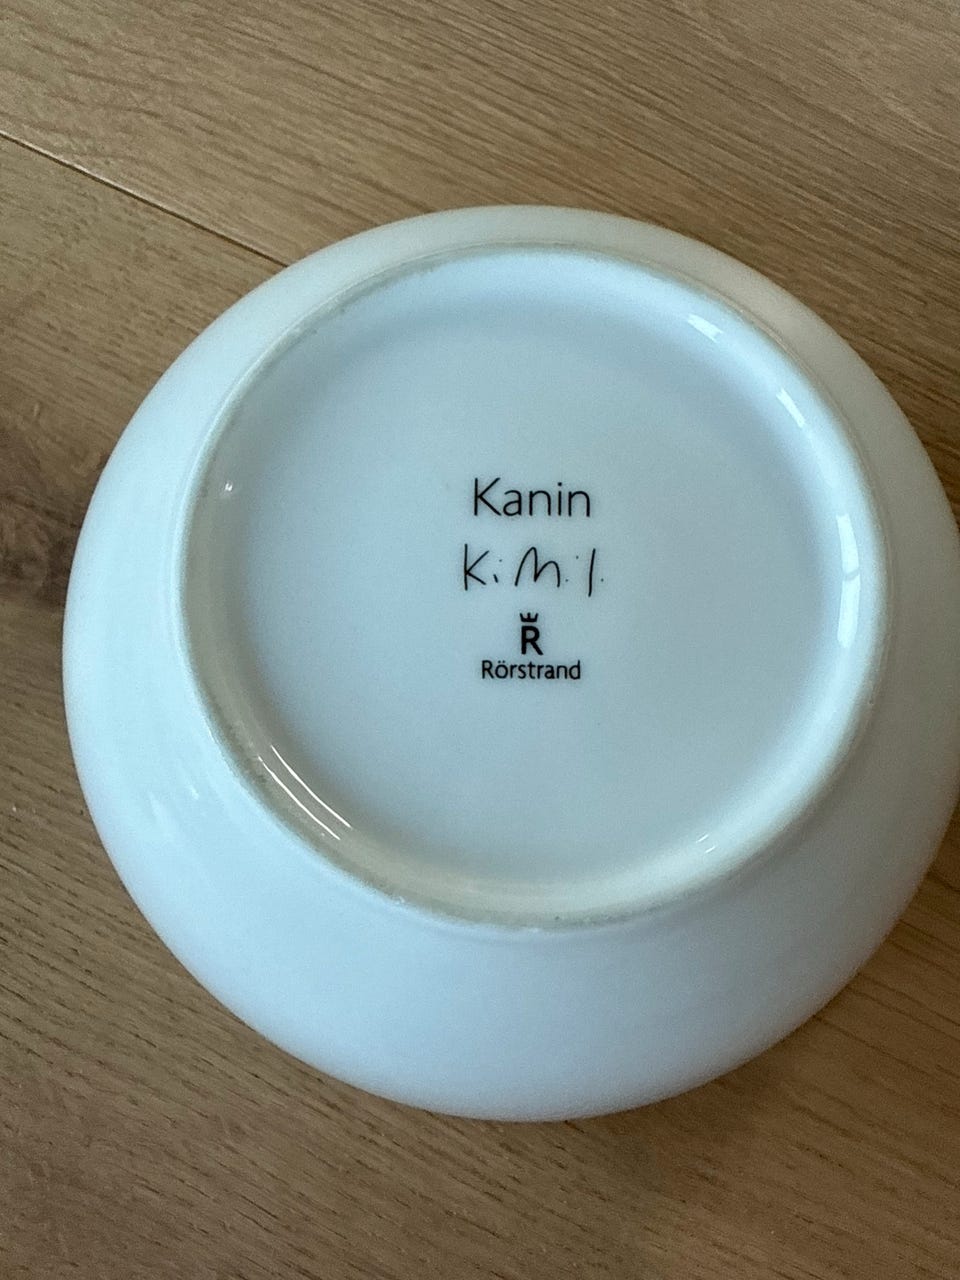 Kanin
K.M.I.
R
Rörstrand